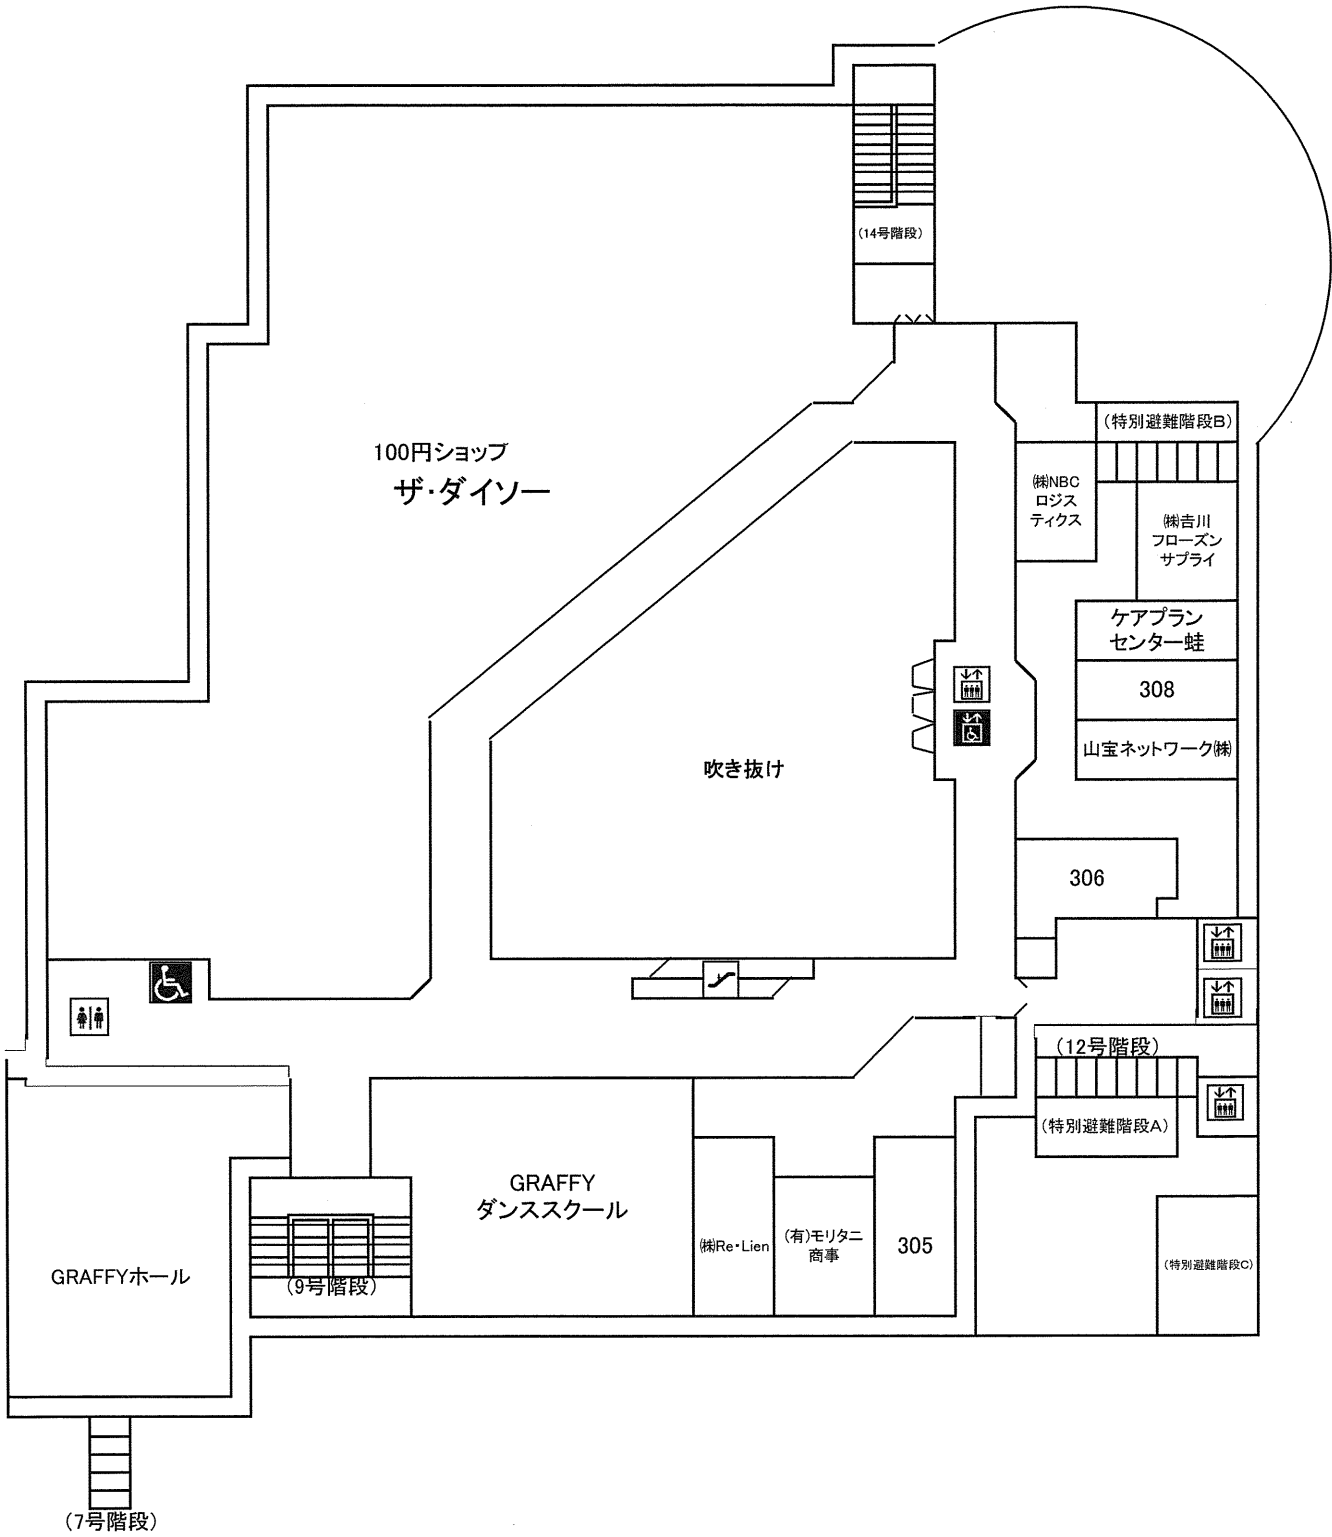 (14号階段)
(特別避難階段B)
100円ショップ
ザ・ダイソー
㈱NBC
ロジス
ティクス
㈱吉川
フローズン
サプライ
ケアプラン
センター蛙
308
山宝ネットワーク㈱
吹き抜け
306
(12号階段)
(特別避難階段A)
GRAFFY
ダンススクール
㈱Re・Lien
(有)モリタニ
商事
305
(特別避難階段C)
GRAFFYホール
(9号階段)
(7号階段)